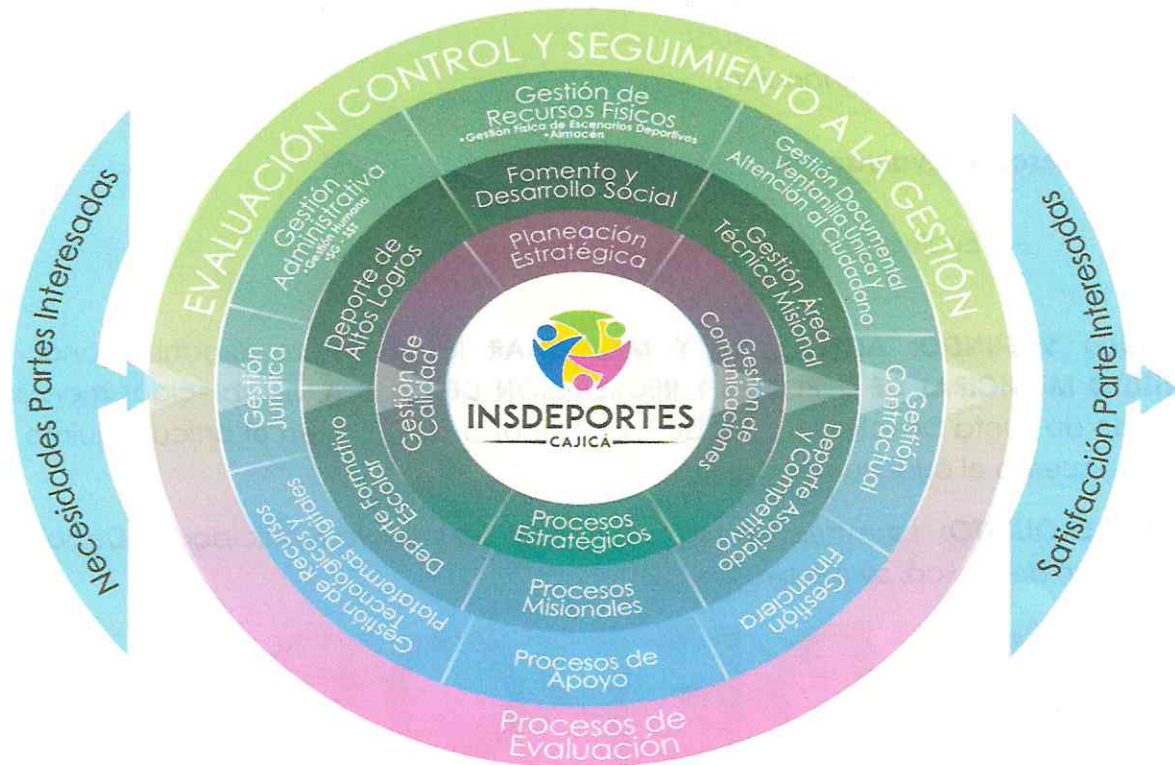 EVALUACIÓN CONTROL Y SEGUIMIENTO A LA GESTIÓN
Necesidades Partes Interesadas
Gestión de
Recursos Físicos
•Gestión Física de Escenarios Deportivos
•Almacén
Gestión
Administrativa
•Gestión Humano
•SG - SST
Gestión Documental
Ventanilla Única y
Altención al Ciudadano
Fomento y
Desarrollo Social
Deporte de
Altos Logros
Gestión Área
Técnica Misional
Planeación
Estratégica
Gestión
Jurídica
Gestión de
Calidad
INSDEPORTES
CAJICÁ
Gestión de
Comunicaciones
Gestión
Contractual
Deporte Formativo
Escolar
Deporte Asociado
y Competitivo
Gestión de Recursos
Tecnológicos y
Plataformas Digitales
Gestión
Financiera
Procesos
Estratégicos
Procesos
Misionales
Procesos de
Apoyo
Procesos de
Evaluación
Satisfacción Parte Interesadas